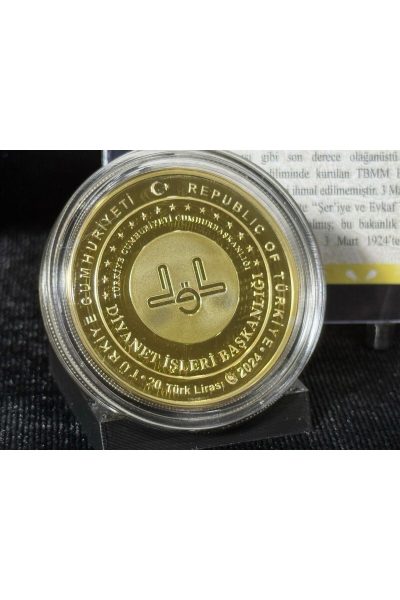 TÜRKİYE CUMHURİYETİ
REPUBLIC OF TÜRKİYE
TÜRKİYE CUMHURİYETİ CUMHURBAŞKANLIĞI
DİYANET İŞLERİ BAŞKANLIĞI
20 Türk Lirası
2024
gibi son derece olağanüstü
kurulan TBMM
ihmal edilmemiştir. 3
"Şer'iye ve Evkaf
bu bakanlık
3 Mart 1924'te